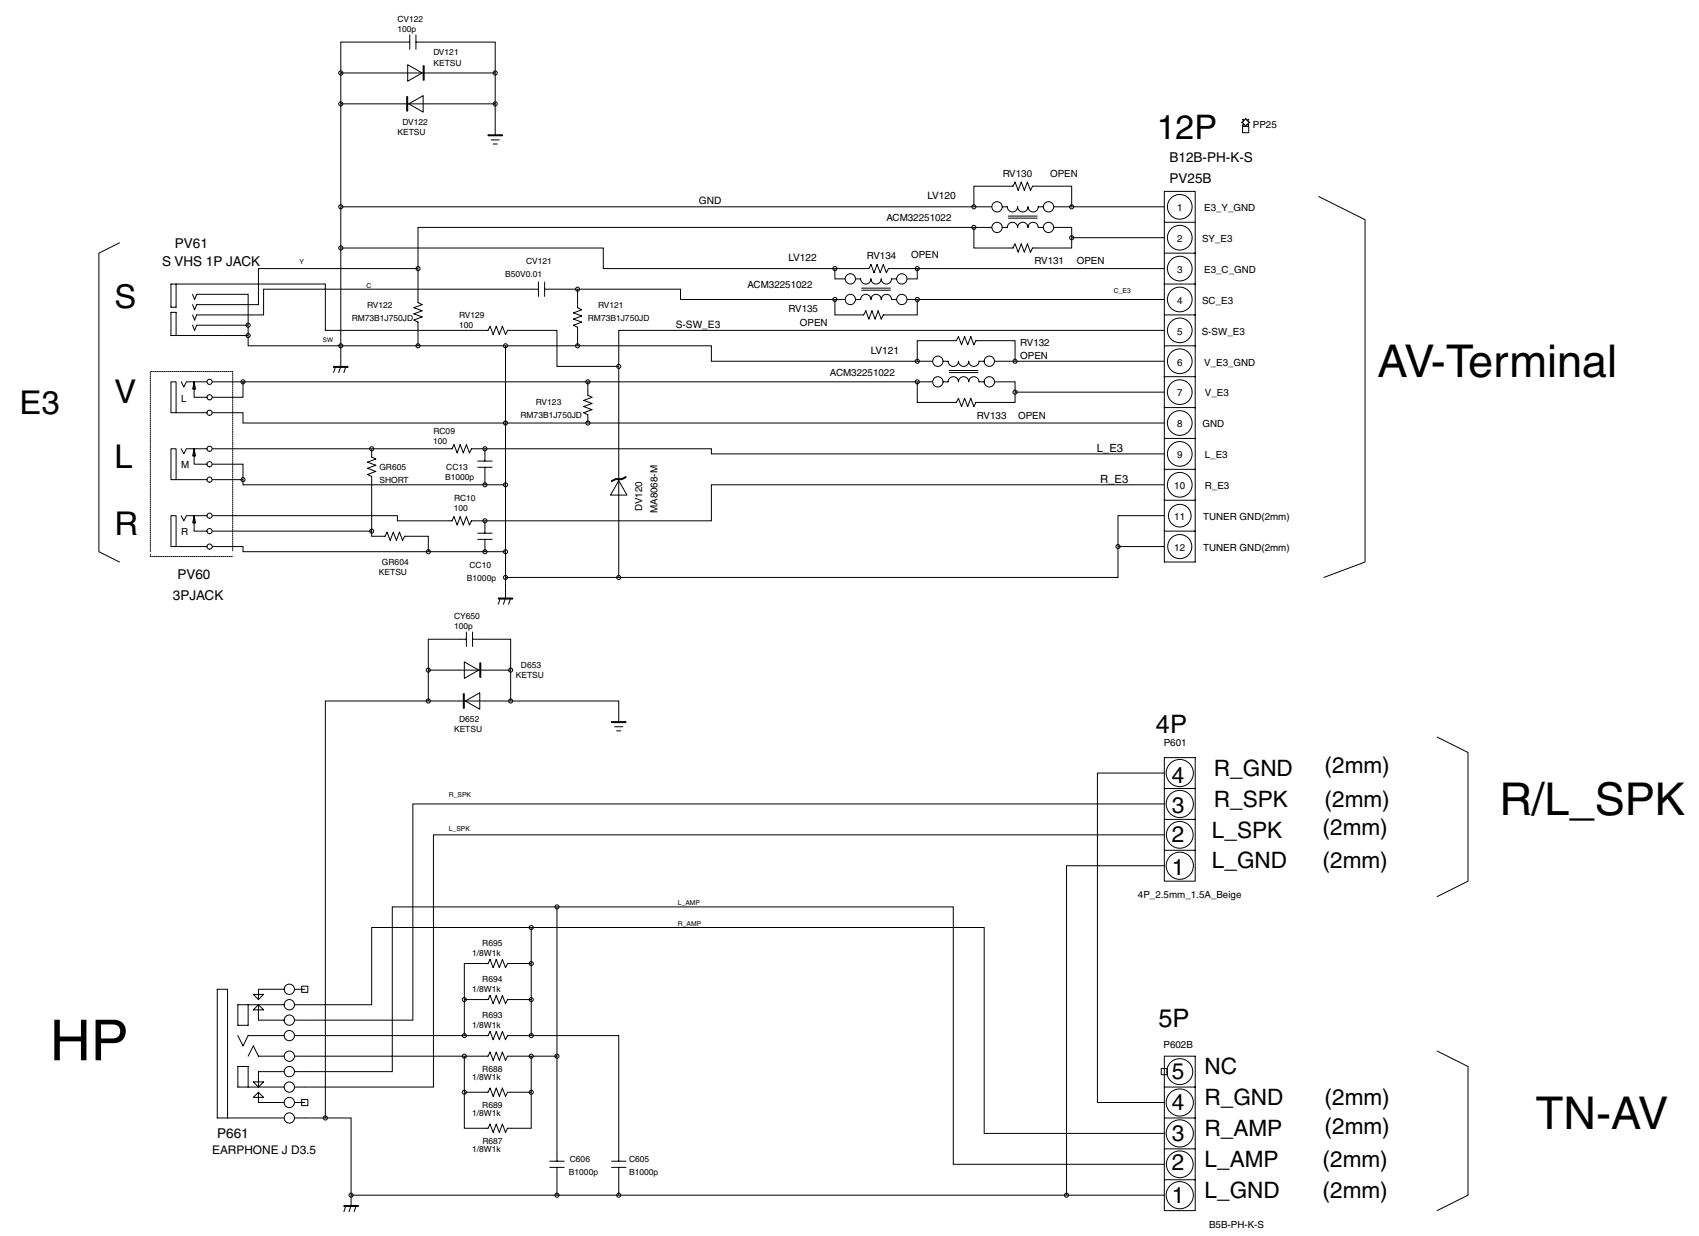 CV122
100p
DV121
KETSU
DV122
KETSU
12P
PP25
B12B-PH-K-S
PV25B
RV130 OPEN
LV120
GND
ACM32251022
1 E3_Y_GND
2 SY_E3
PV61
S VHS 1P JACK
Y
CV121
B50V0.01
LV122
RV134
OPEN
RV131 OPEN
3 E3_C_GND
S
C
ACM32251022
C_E3
4 SC_E3
RV122
RM73B1J750JD
RV129
100
RV121
RM73B1J750JD
RV135
OPEN
S-SW_E3
5 S-SW_E3
SW
LV121
RV132
OPEN
6 V_E3_GND
AV-Terminal
ACM32251022
E3
V
L
7 V_E3
RV123
RM73B1J750JD
RV133 OPEN
8 GND
RC09
100
L
M
L_E3
9 L_E3
GR605
SHORT
CC13
B1000p
DV120
MA8068-M
R_E3
10 R_E3
RC10
100
R
R
11 TUNER GND(2mm)
12 TUNER GND(2mm)
GR604
KETSU
CC10
B1000p
PV60
3PJACK
CY650
100p
D653
KETSU
D652
KETSU
4P
P601
4 R_GND (2mm)
3 R_SPK (2mm)
2 L_SPK (2mm)
1 L_GND (2mm)
R/L_SPK
R_SPK
L_SPK
4P_2.5mm_1.5A_Beige
L_AMP
R_AMP
R695
1/8W1k
R694
1/8W1k
R693
1/8W1k
HP
R688
1/8W1k
R689
1/8W1k
R687
1/8W1k
P661
EARPHONE J D3.5
C606
B1000p
C605
B1000p
5P
P602B
5 NC
4 R_GND (2mm)
3 R_AMP (2mm)
2 L_AMP (2mm)
1 L_GND (2mm)
TN-AV
B5B-PH-K-S